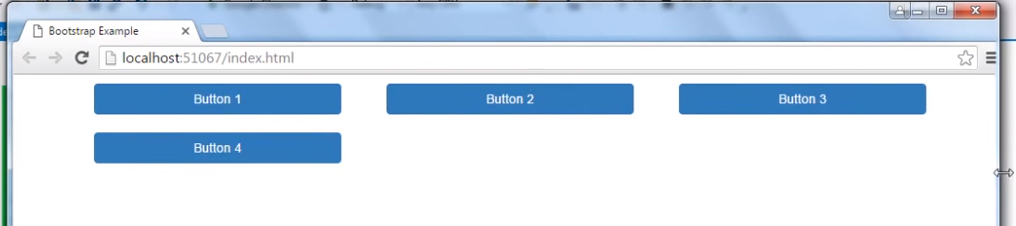 Bootstrap Example
localhost:51067/index.html
Button 1
Button 2
Button 3
Button 4